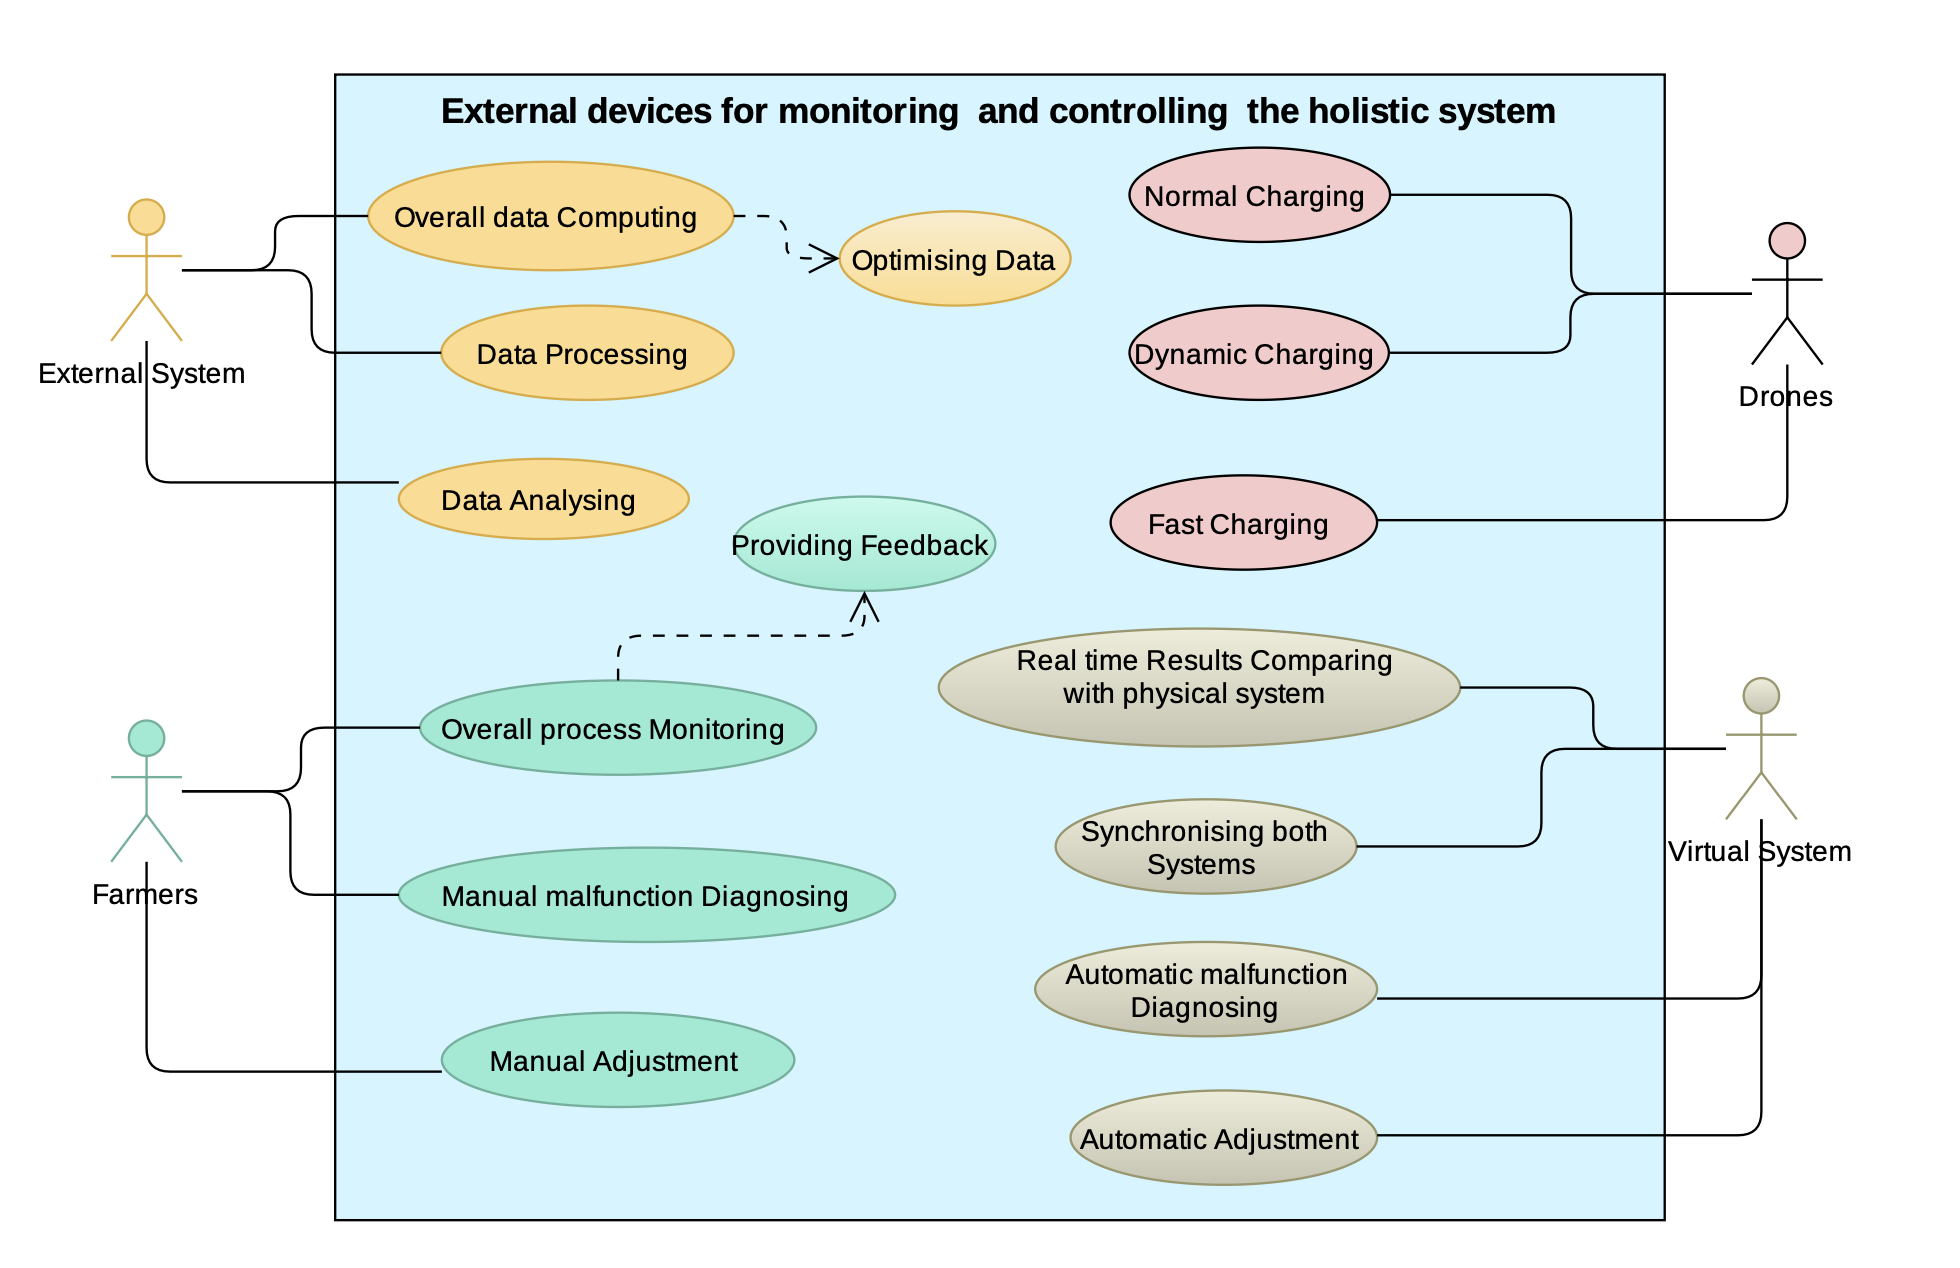 External devices for monitoring  and controlling  the holistic system
Overall data Computing
Optimising Data
Data Processing
Data Analysing
External System
Normal Charging
Dynamic Charging
Fast Charging
Drones
Providing Feedback
Overall process Monitoring
Manual malfunction Diagnosing
Manual Adjustment
Farmers
Real time Results Comparing
with physical system
Synchronising both
Systems
Automatic malfunction
Diagnosing
Automatic Adjustment
Virtual System